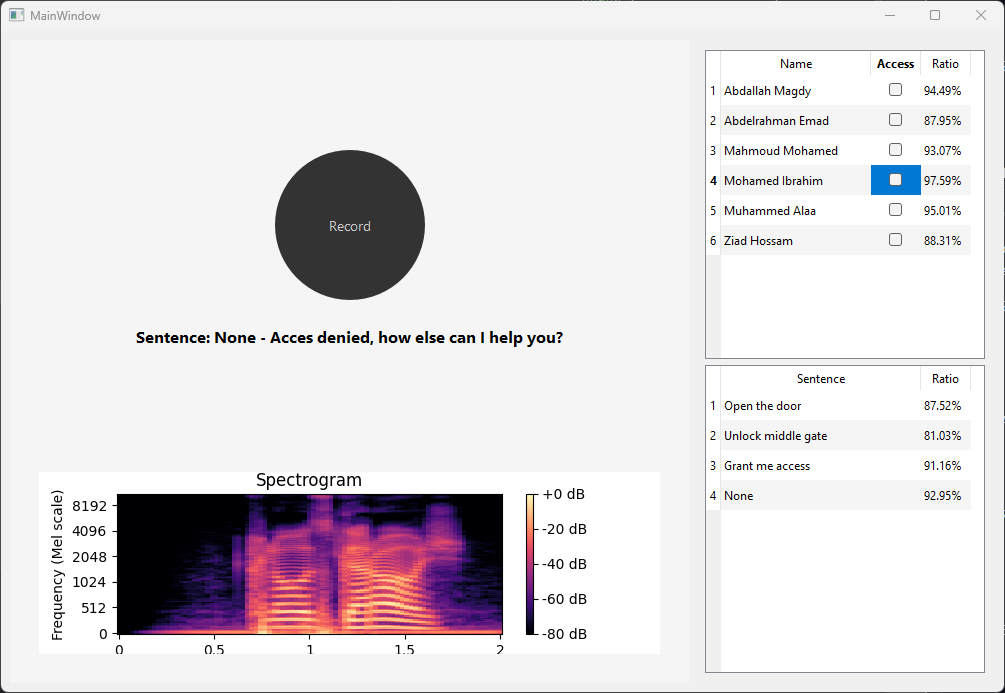 MainWindow
Record
Sentence: None - Acces denied, how else can I help you?
Spectrogram
Frequency (Mel scale)
8192
4096
2048
1024
512
0
0 0.5 1 1.5 2
+0 dB
-20 dB
-40 dB
-60 dB
-80 dB
Name Access Ratio
1 Abdallah Magdy 94.49%
2 Abdelrahman Emad 87.95%
3 Mahmoud Mohamed 93.07%
4 Mohamed Ibrahim 97.59%
5 Muhammed Alaa 95.01%
6 Ziad Hossam 88.31%
Sentence Ratio
1 Open the door 87.52%
2 Unlock middle gate 81.03%
3 Grant me access 91.16%
4 None 92.95%